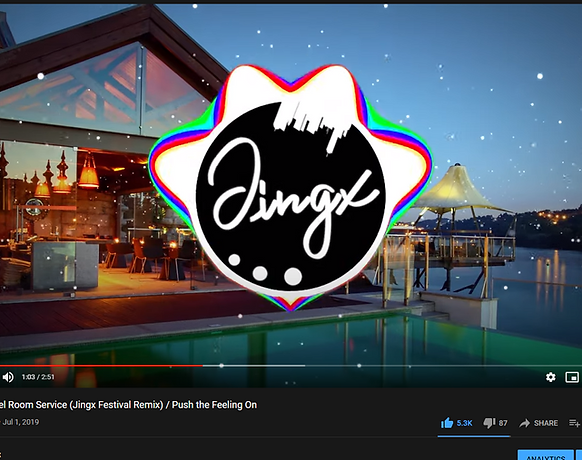 Jingx
1:03 / 2:51
el Room Service (Jingx Festival Remix) / Push the Feeling On
Jul 1, 2019
5.3K
87
SHARE
ANALYTICS